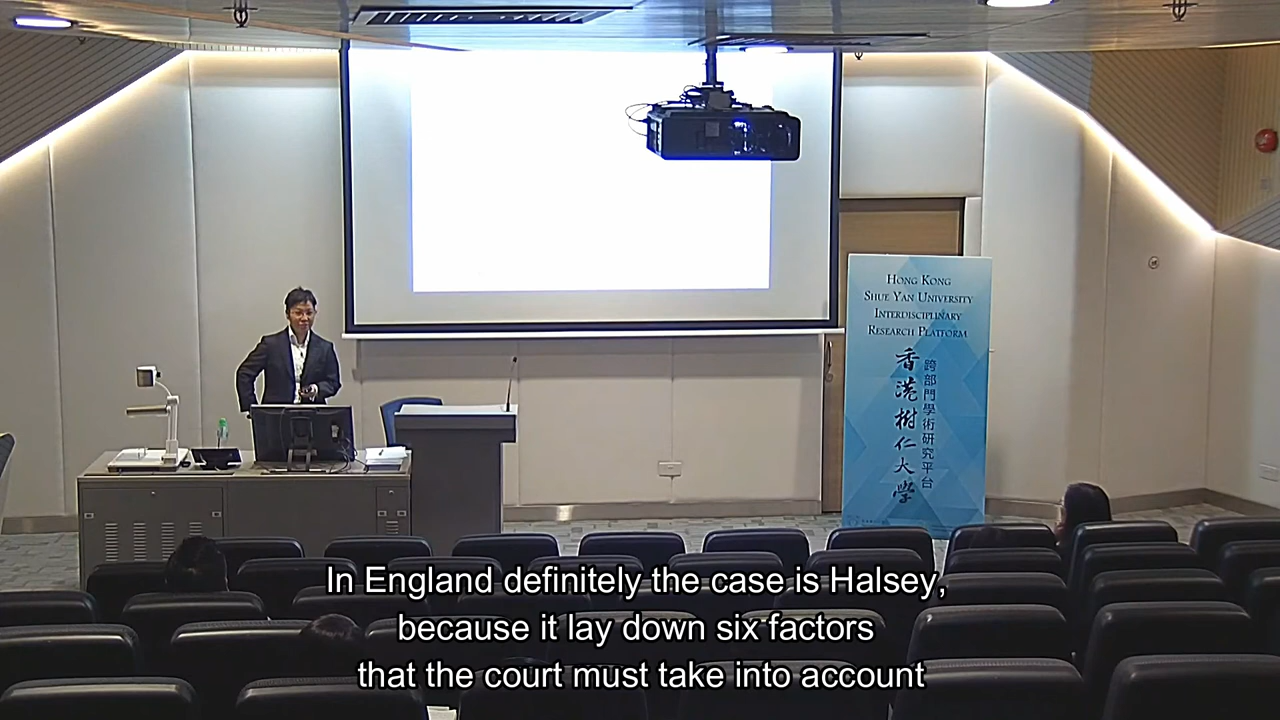 HONG KONG
SHUE YAN UNIVERSITY
INTERDISCIPLINARY
RESEARCH PLATFORM
香港樹仁大學
跨部門學術研究平台
In England definitely the case is Halsey,
because it lay down six factors
that the court must take into account